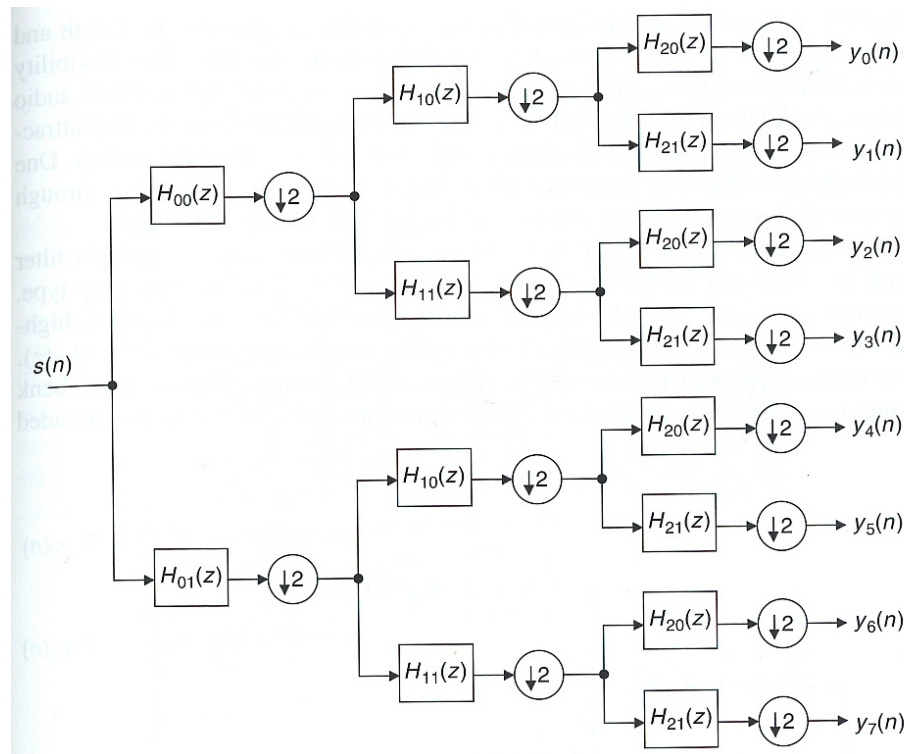 H20(z) ↓2 y0(n)
H10(z) ↓2
H21(z) ↓2 y1(n)
H00(z) ↓2
H20(z) ↓2 y2(n)
H11(z) ↓2
H21(z) ↓2 y3(n)
s(n)
H20(z) ↓2 y4(n)
H10(z) ↓2
H21(z) ↓2 y5(n)
H01(z) ↓2
H20(z) ↓2 y6(n)
H11(z) ↓2
H21(z) ↓2 y7(n)